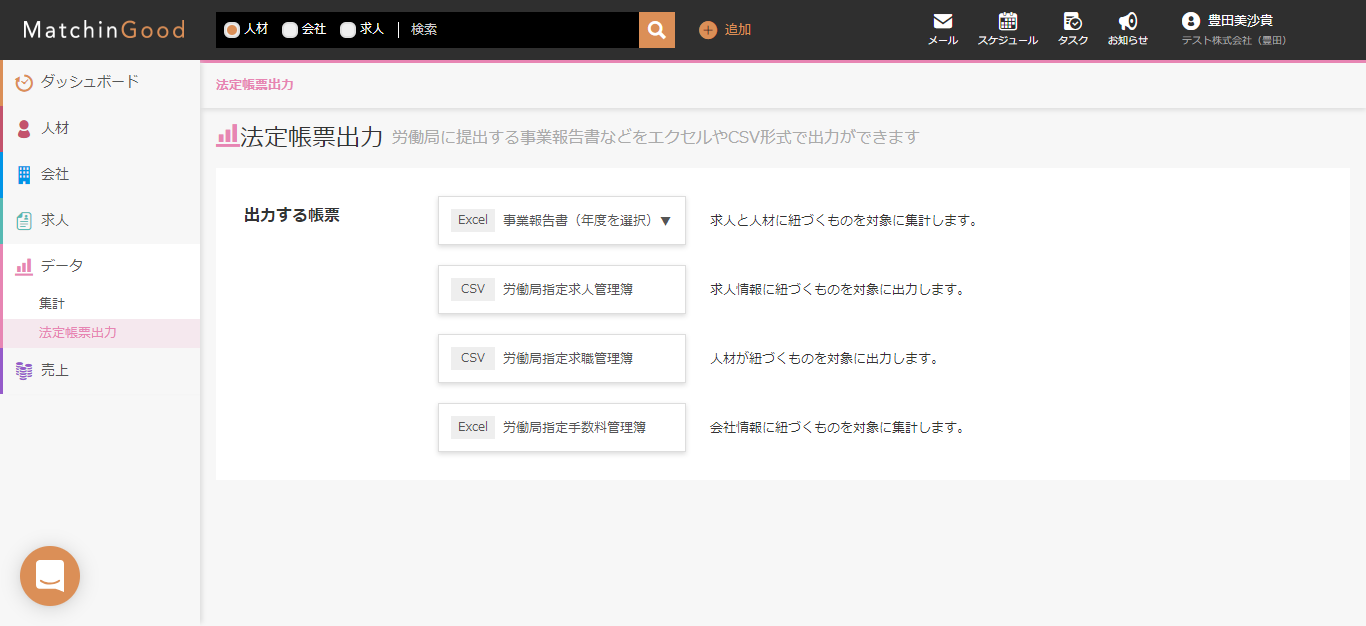 MatchinGood
人材 会社 求人 検索
追加
メール スケジュール タスク お知らせ
豊田美沙貴
テスト株式会社（豊田）
ダッシュボード
人材
会社
求人
データ
集計
法定帳票出力
売上
法定帳票出力
法定帳票出力 労働局に提出する事業報告書などをエクセルやCSV形式で出力ができます
出力する帳票
Excel 事業報告書（年度を選択）▼ 求人と人材に紐づくものを対象に集計します。
CSV 労働局指定求人管理簿 求人情報に紐づくものを対象に出力します。
CSV 労働局指定求職管理簿 人材が紐づくものを対象に出力します。
Excel 労働局指定手数料管理簿 会社情報に紐づくものを対象に集計します。